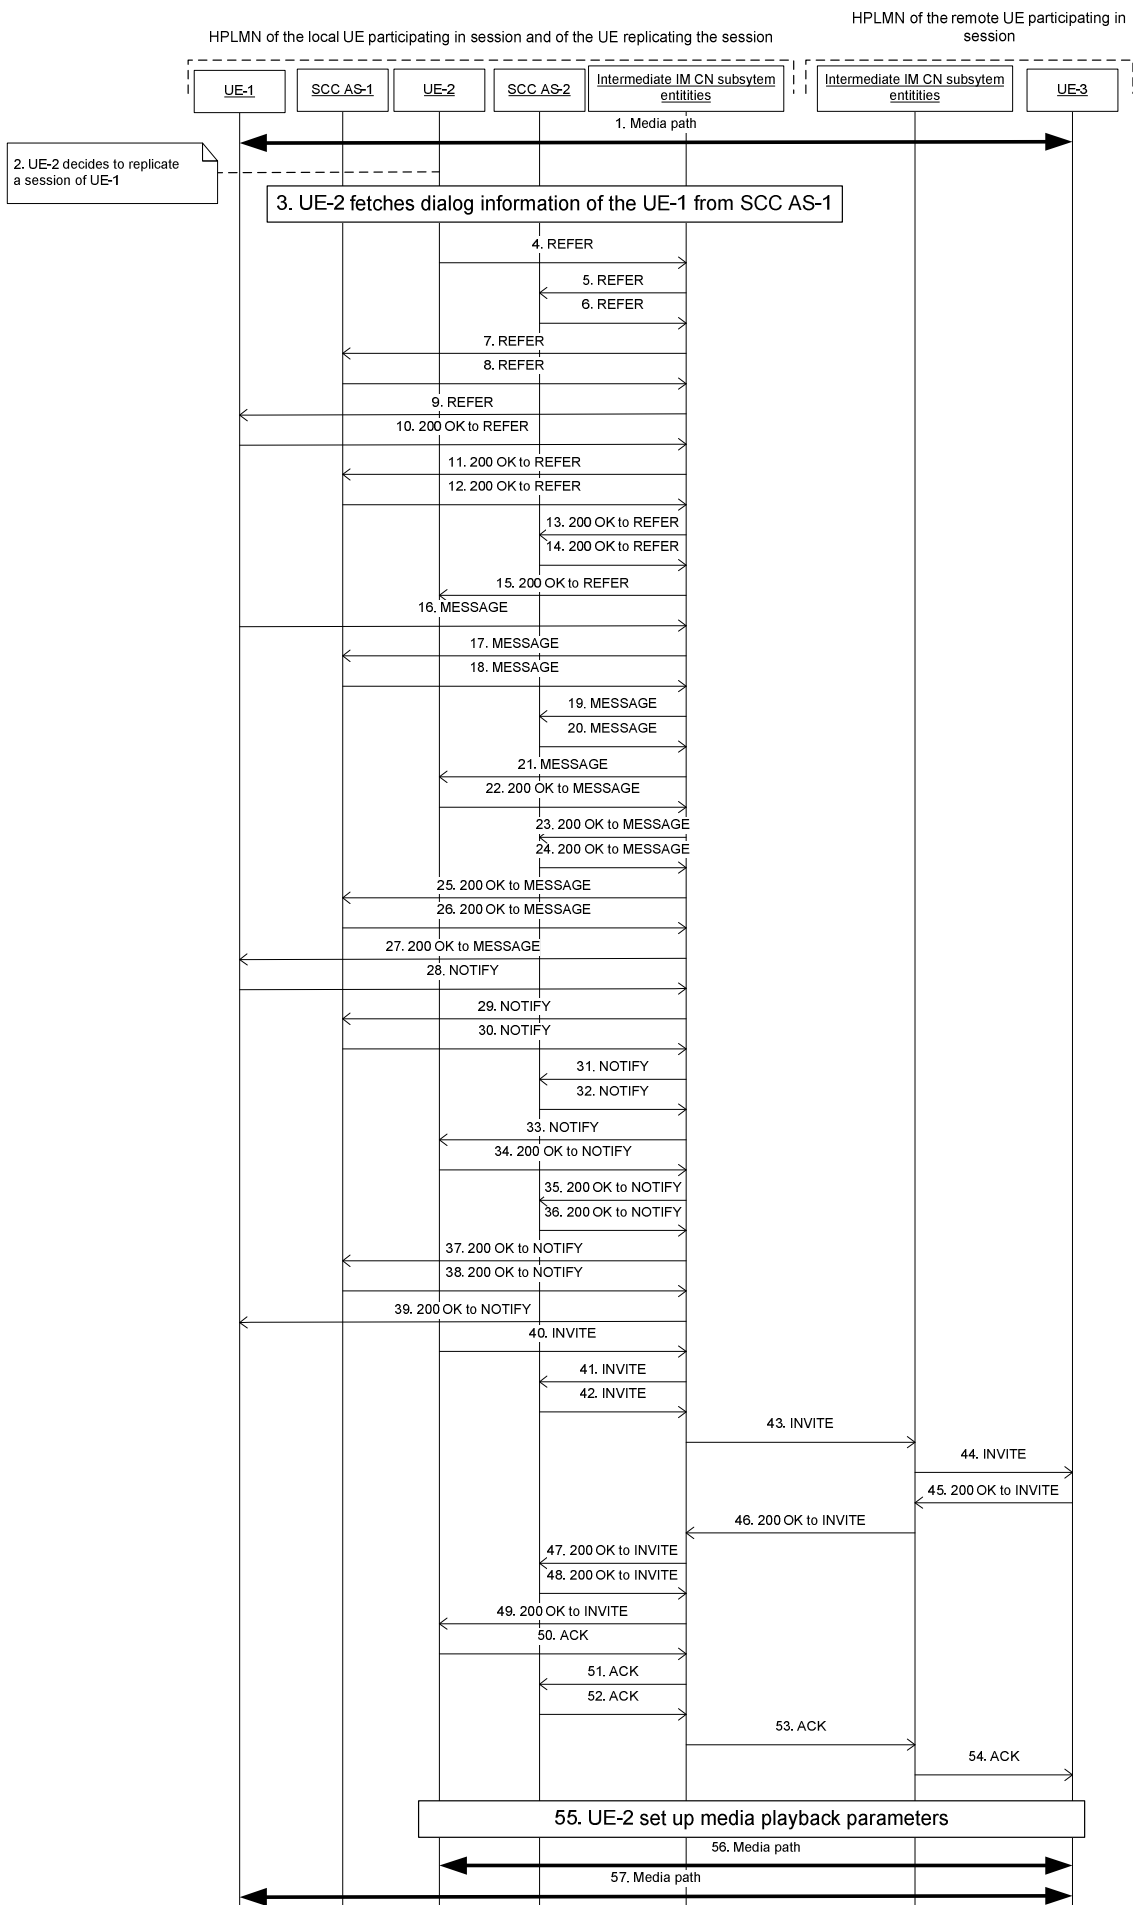 HPLMN of the remote UE participating in
session
HPLMN of the local UE participating in session and of the UE replicating the session
UE-1
SCC AS-1
UE-2
SCC AS-2
Intermediate IM CN subsytem
entitities
Intermediate IM CN subsytem
entitities
UE-3
1. Media path
2. UE-2 decides to replicate
a session of UE-1
3. UE-2 fetches dialog information of the UE-1 from SCC AS-1
4. REFER
5. REFER
6. REFER
7. REFER
8. REFER
9. REFER
10. 200 OK to REFER
11. 200 OK to REFER
12. 200 OK to REFER
13. 200 OK to REFER
14. 200 OK to REFER
15. 200 OK to REFER
16. MESSAGE
17. MESSAGE
18. MESSAGE
19. MESSAGE
20. MESSAGE
21. MESSAGE
22. 200 OK to MESSAGE
23. 200 OK to MESSAGE
24. 200 OK to MESSAGE
25. 200 OK to MESSAGE
26. 200 OK to MESSAGE
27. 200 OK to MESSAGE
28. NOTIFY
29. NOTIFY
30. NOTIFY
31. NOTIFY
32. NOTIFY
33. NOTIFY
34. 200 OK to NOTIFY
35. 200 OK to NOTIFY
36. 200 OK to NOTIFY
37. 200 OK to NOTIFY
38. 200 OK to NOTIFY
39. 200 OK to NOTIFY
40. INVITE
41. INVITE
42. INVITE
43. INVITE
44. INVITE
45. 200 OK to INVITE
46. 200 OK to INVITE
47. 200 OK to INVITE
48. 200 OK to INVITE
49. 200 OK to INVITE
50. ACK
51. ACK
52. ACK
53. ACK
54. ACK
55. UE-2 set up media playback parameters
56. Media path
57. Media path